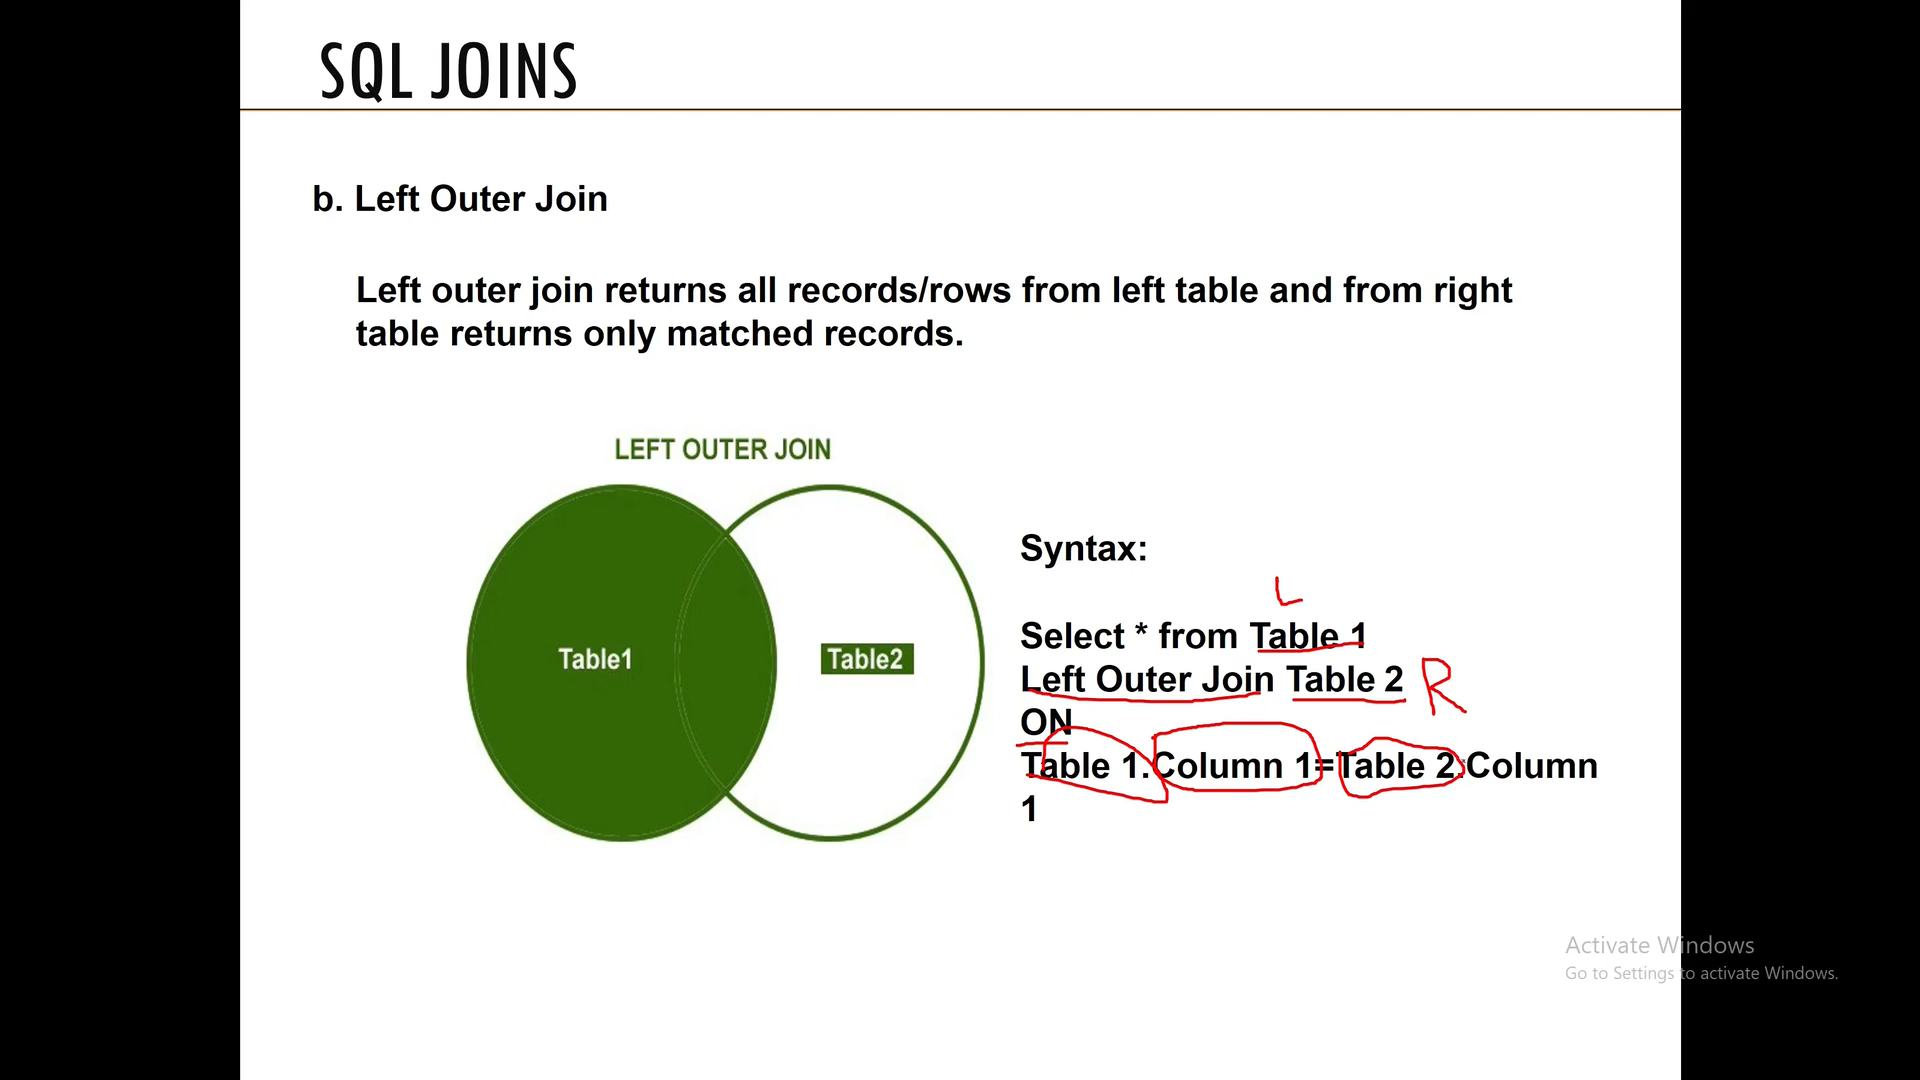 SQL JOINS
b. Left Outer Join
Left outer join returns all records/rows from left table and from right
table returns only matched records.
LEFT OUTER JOIN
Table1
Table2
Syntax:
L
Select * from Table 1
Left Outer Join Table 2 R
ON
Table 1.Column 1=Table 2.Column
1
Activate Windows
Go to Settings to activate Windows.